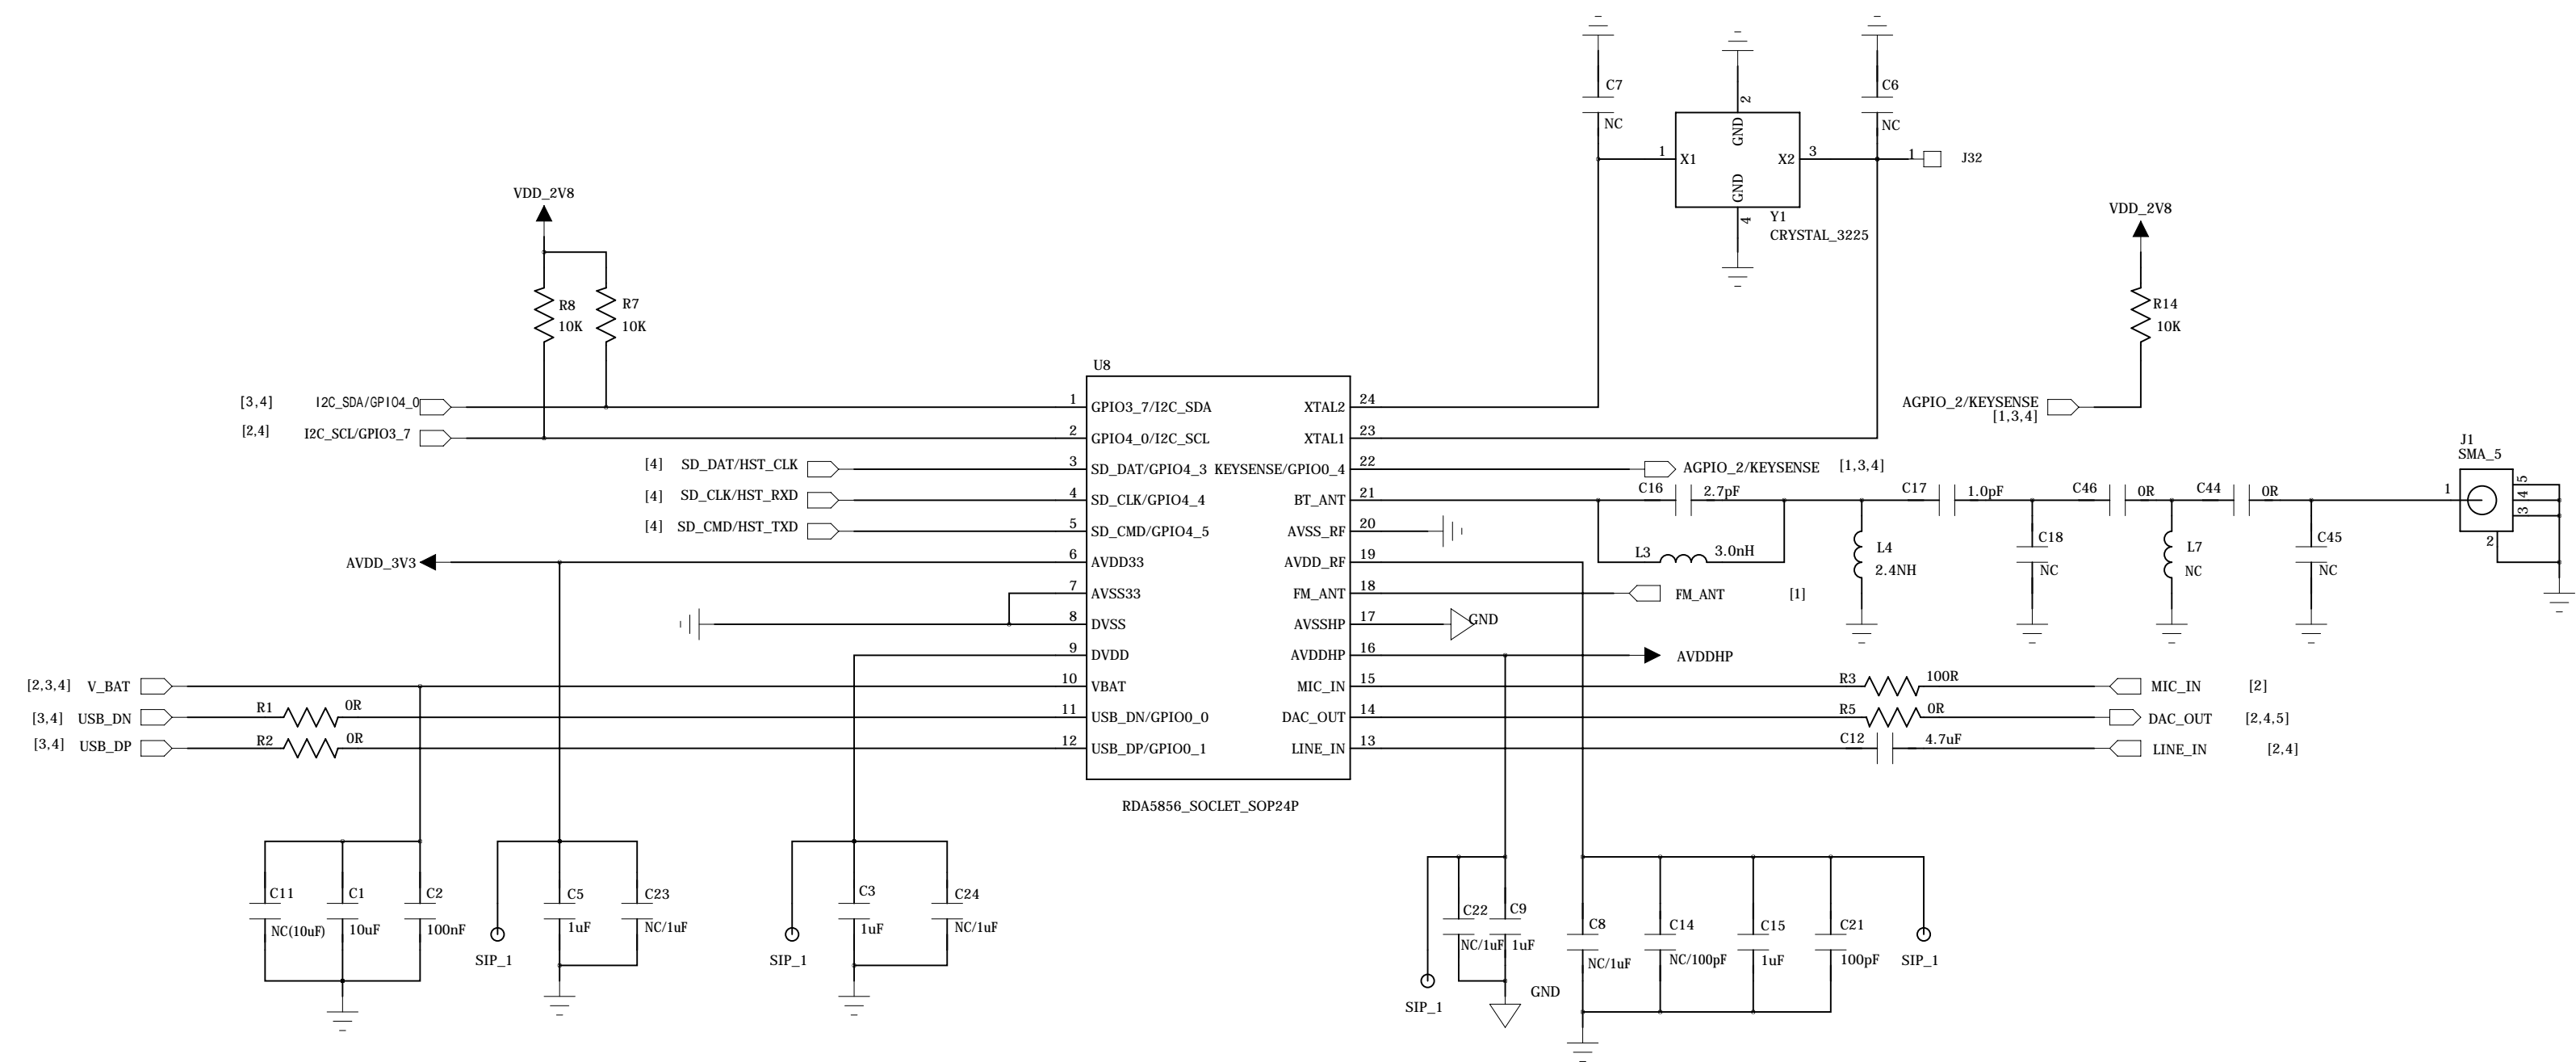 C7
NC
C6
NC
2
GND
1
X1
X2
3
1
J32
GND
4
Y1
CRYSTAL_3225
VDD_2V8
R8
10K
R7
10K
VDD_2V8
R14
10K
AGPIO_2/KEYSENSE
[1,3,4]
U8
[3,4] I2C_SDA/GPIO4_0
1 GPIO3_7/I2C_SDA
XTAL2 24
[2,4] I2C_SCL/GPIO3_7
2 GPIO4_0/I2C_SCL
XTAL1 23
[4] SD_DAT/HST_CLK
3 SD_DAT/GPIO4_3
KEYSENSE/GPIO0_4 22
AGPIO_2/KEYSENSE [1,3,4]
[4] SD_CLK/HST_RXD
4 SD_CLK/GPIO4_4
BT_ANT 21
C16 2.7pF
C17 1.0pF
C46 0R
C44 0R
J1
SMA_5
1
5
4
3
2
[4] SD_CMD/HST_TXD
5 SD_CMD/GPIO4_5
AVSS_RF 20
L3 3.0nH
L4
2.4NH
C18
NC
L7
NC
C45
NC
AVDD_3V3
6 AVDD33
AVDD_RF 19
7 AVSS33
FM_ANT 18
FM_ANT [1]
8 DVSS
AVSSHP 17
GND
9 DVDD
AVDDHP 16
AVDDHP
[2,3,4] V_BAT
10 VBAT
MIC_IN 15
R3 100R
MIC_IN [2]
[3,4] USB_DN
R1 0R
11 USB_DN/GPIO0_0
DAC_OUT 14
R5 0R
DAC_OUT [2,4,5]
[3,4] USB_DP
R2 0R
12 USB_DP/GPIO0_1
LINE_IN 13
C12 4.7uF
LINE_IN [2,4]
RDA5856_SOCLET_SOP24P
C11
NC(10uF)
C1
10uF
C2
100nF
SIP_1
C5
1uF
C23
NC/1uF
SIP_1
C3
1uF
C24
NC/1uF
SIP_1
C22
NC/1uF
C9
1uF
GND
C8
NC/1uF
C14
NC/100pF
C15
1uF
C21
100pF
SIP_1